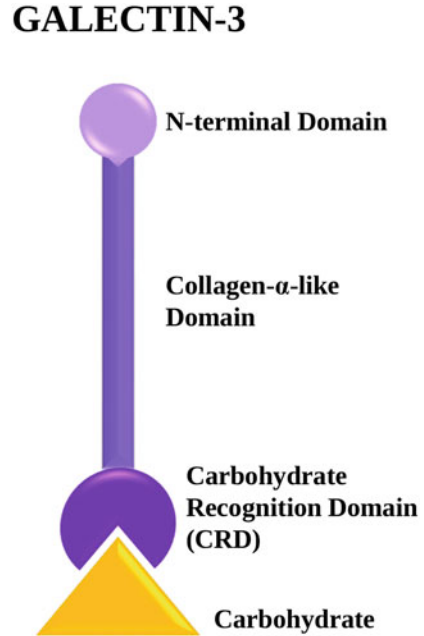 GALECTIN-3
N-terminal Domain
Collagen-α-like
Domain
Carbohydrate
Recognition Domain
(CRD)
Carbohydrate